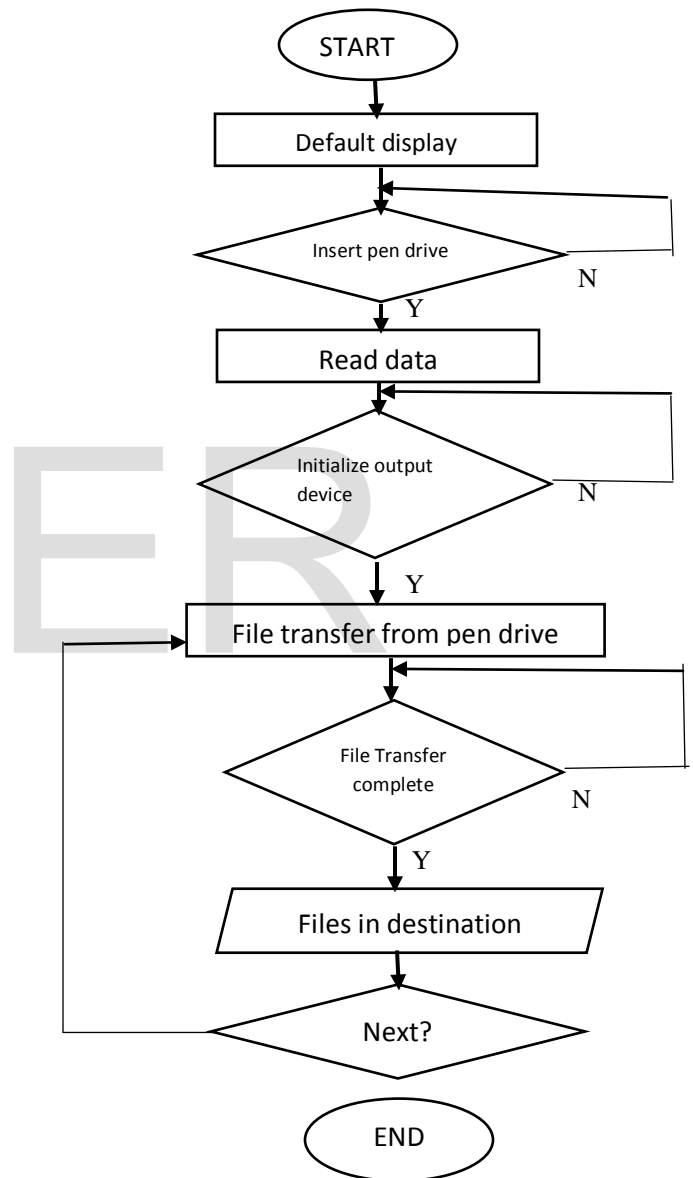 START
Default display
Insert pen drive
N
Y
Read data
Initialize output
device
N
Y
File transfer from pen drive
File Transfer
complete
N
Y
Files in destination
Next?
END
ER